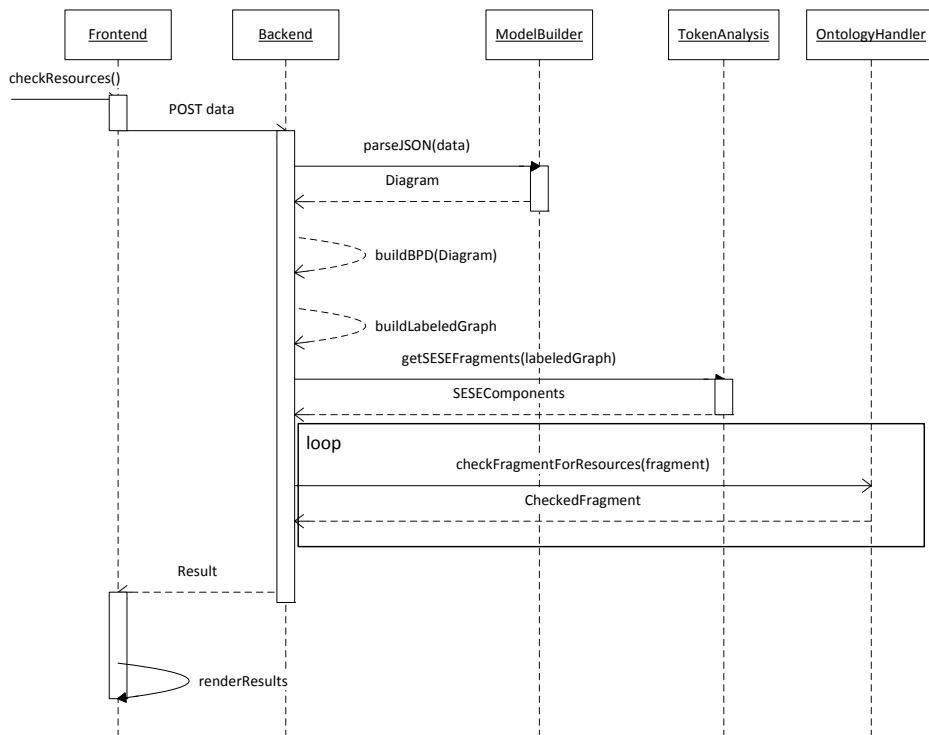 Frontend
Backend
ModelBuilder
TokenAnalysis
OntologyHandler
checkResources()
POST data
parseJSON(data)
Diagram
buildBPD(Diagram)
buildLabeledGraph
getSESEFragments(labeledGraph)
SESEComponents
loop
checkFragmentForResources(fragment)
CheckedFragment
Result
renderResults